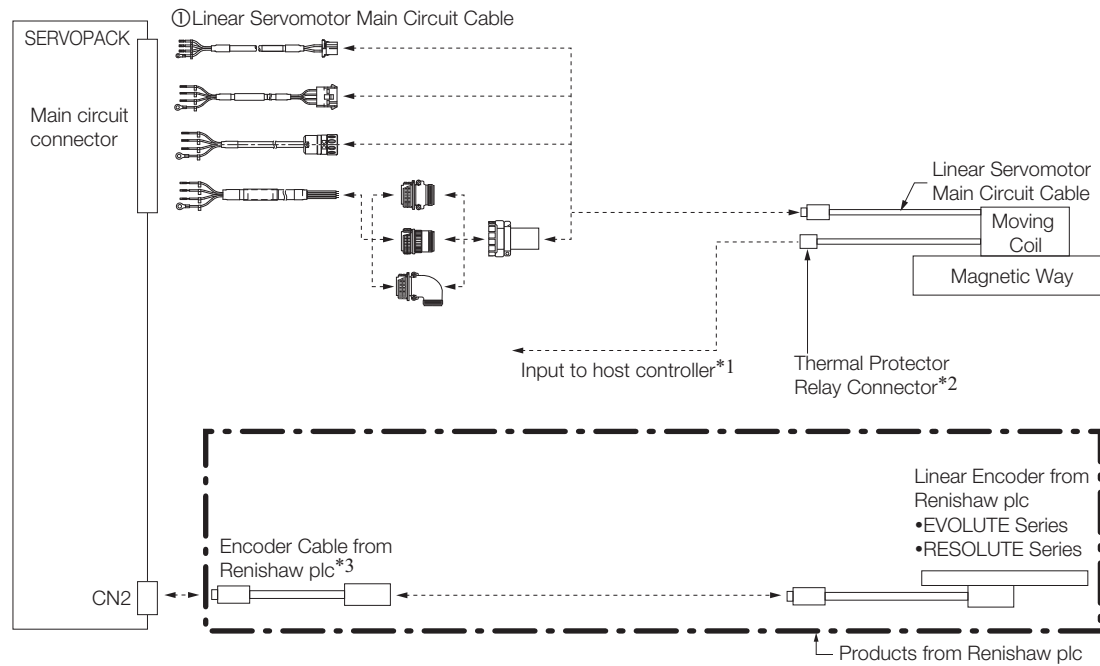 ①Linear Servomotor Main Circuit Cable
SERVOPACK
Main circuit
connector
Linear Servomotor
Main Circuit Cable
Moving
Coil
Magnetic Way
Input to host controller*1
Thermal Protector
Relay Connector*2
Linear Encoder from
Renishaw plc
•EVOLUTE Series
•RESOLUTE Series
Encoder Cable from
Renishaw plc*3
CN2
Products from Renishaw plc